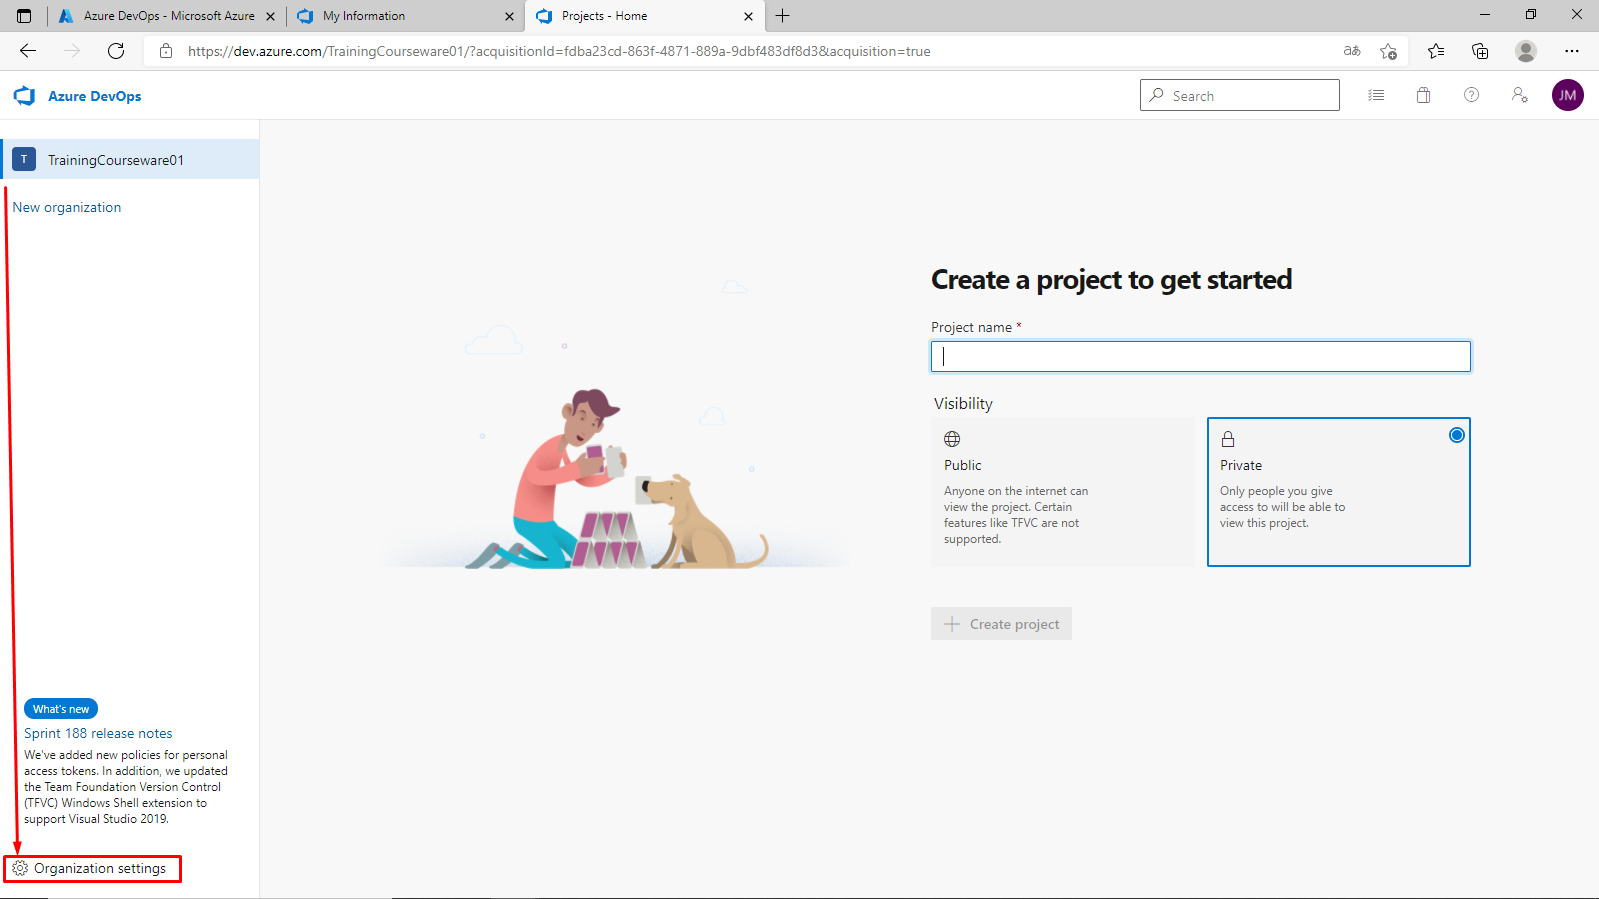 Azure DevOps - Microsoft Azure
My Information
Projects - Home
https://dev.azure.com/TrainingCourseware01/?acquisitionId=fdba23cd-863f-4871-889a-9dbf483df8d3&acquisition=true
aあ
Azure DevOps
Search
JM
T
TrainingCourseware01
New organization
Create a project to get started
Project name *
Visibility
Public
Anyone on the internet can
view the project. Certain
features like TFVC are not
supported.
Private
Only people you give
access to will be able to
view this project.
Create project
What's new
Sprint 188 release notes
We've added new policies for personal
access tokens. In addition, we updated
the Team Foundation Version Control
(TFVC) Windows Shell extension to
support Visual Studio 2019.
Organization settings